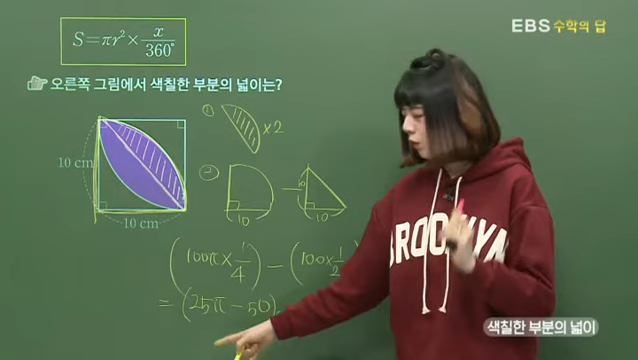 EBS 수학의 답
S=πr²×x/360°
오른쪽 그림에서 색칠한 부분의 넓이는?
① ×2
10 cm
10 cm
② − 10
10 10
(100π×1/4)−(100×1/2)
=(25π−50)
BROOKLYN
색칠한 부분의 넓이